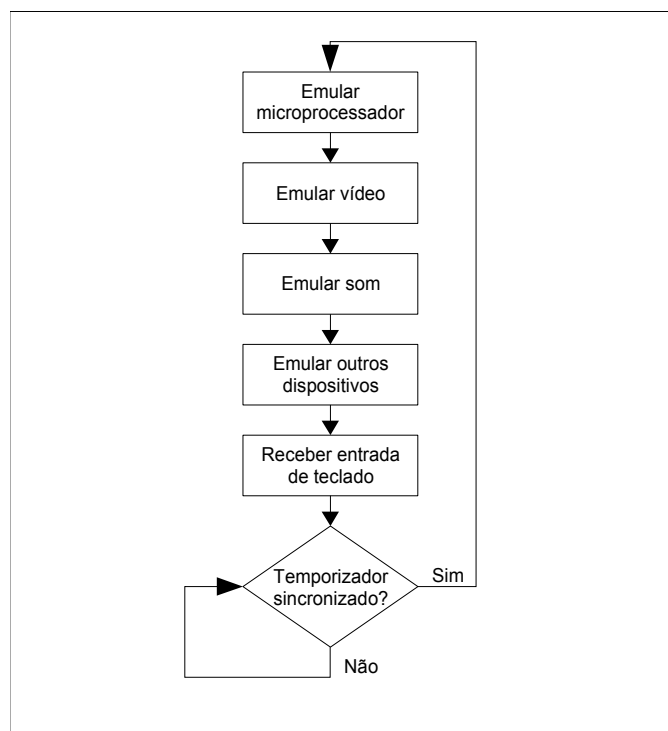 Emular
microprocessador
Emular vídeo
Emular som
Emular outros
dispositivos
Receber entrada
de teclado
Temporizador
sincronizado?
Sim
Não